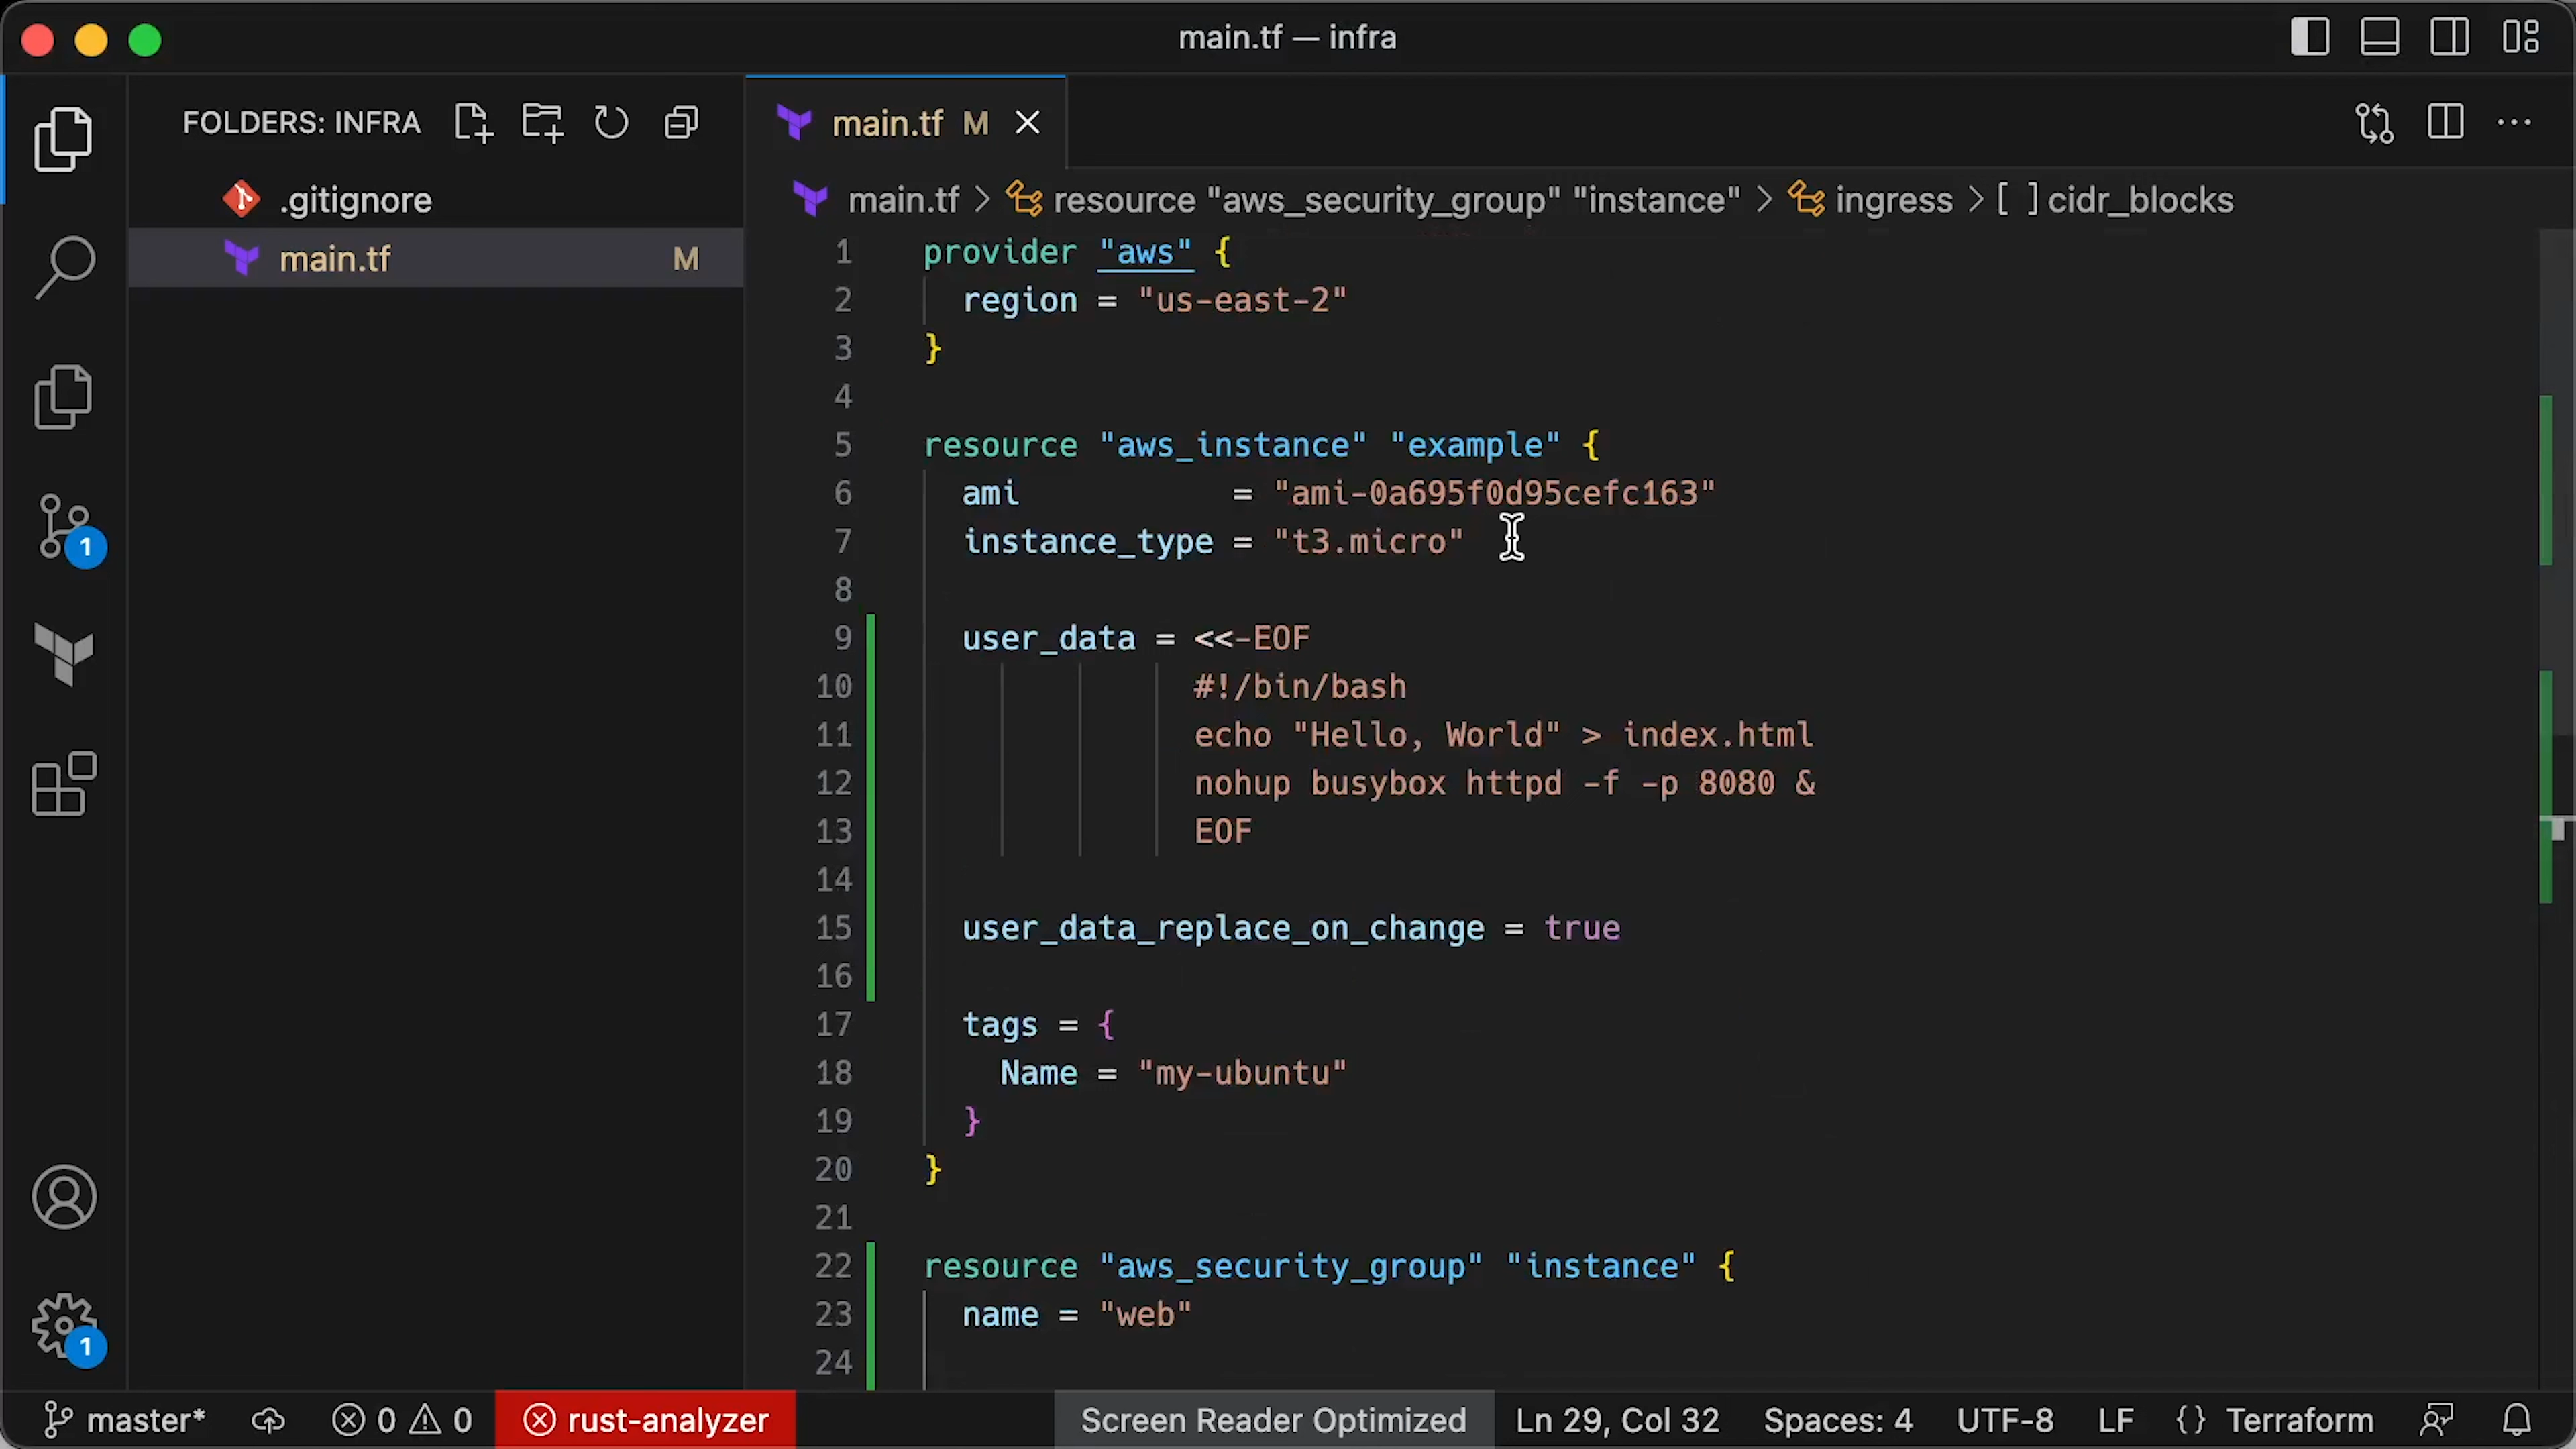 main.tf — infra
FOLDERS: INFRA
.gitignore
main.tf M
main.tf M
main.tf > resource "aws_security_group" "instance" > ingress > [ ] cidr_blocks
1 provider "aws" {
2 region = "us-east-2"
3 }
4
5 resource "aws_instance" "example" {
6 ami = "ami-0a695f0d95cefc163"
7 instance_type = "t3.micro"
8
9 user_data = <<-EOF
10 #!/bin/bash
11 echo "Hello, World" > index.html
12 nohup busybox httpd -f -p 8080 &
13 EOF
14
15 user_data_replace_on_change = true
16
17 tags = {
18 Name = "my-ubuntu"
19 }
20 }
21
22 resource "aws_security_group" "instance" {
23 name = "web"
24
1
1
master* 0 0 rust-analyzer Screen Reader Optimized Ln 29, Col 32 Spaces: 4 UTF-8 LF {} Terraform